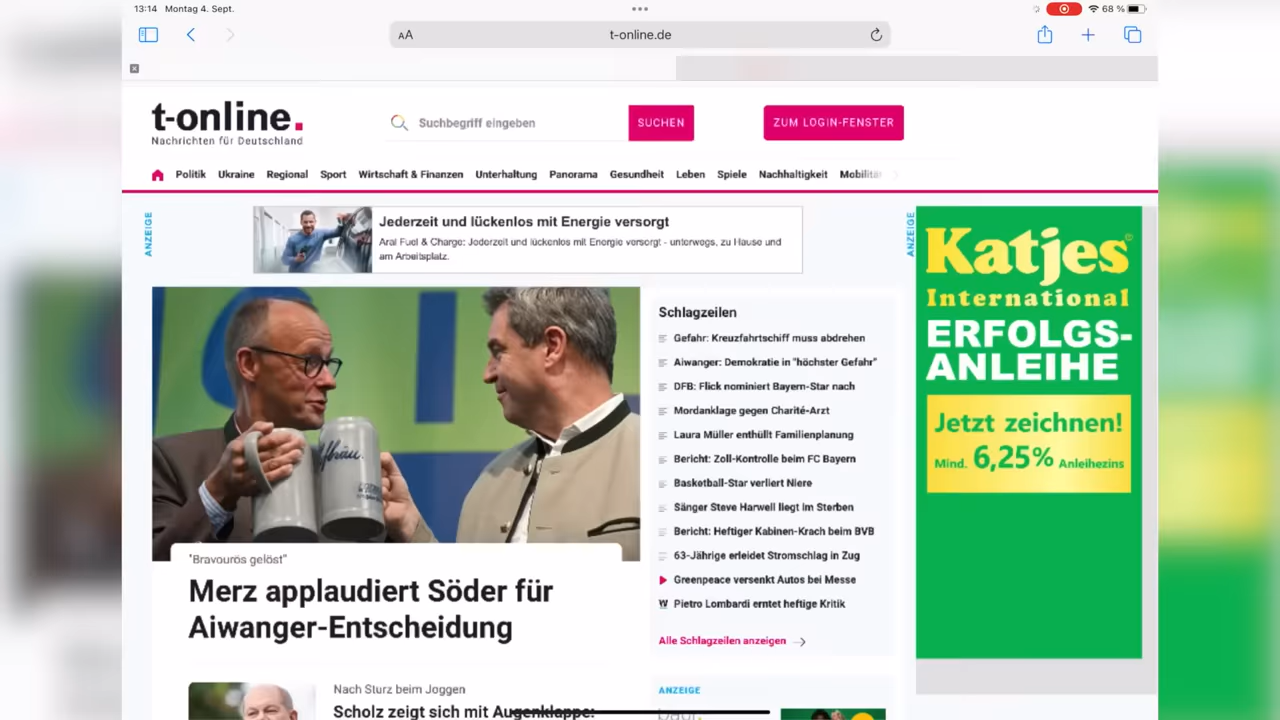 13:14 Montag 4. Sept.
68 %
AA
t-online.de
t-online.
Nachrichten für Deutschland
Suchbegriff eingeben
SUCHEN
ZUM LOGIN-FENSTER
Politik Ukraine Regional Sport Wirtschaft & Finanzen Unterhaltung Panorama Gesundheit Leben Spiele Nachhaltigkeit Mobilitä
ANZEIGE
Jederzeit und lückenlos mit Energie versorgt
Aral Fuel & Charge: Jederzeit und lückenlos mit Energie versorgt - unterwegs, zu Hause und
am Arbeitsplatz.
ANZEIGE
Katjes
International
ERFOLGS-
ANLEIHE
Jetzt zeichnen!
Mind. 6,25% Anleihezins
"Bravourös gelöst"
Merz applaudiert Söder für
Aiwanger-Entscheidung
Nach Sturz beim Joggen
Scholz zeigt sich mit Augenklappe:
Schlagzeilen
Gefahr: Kreuzfahrtschiff muss abdrehen
Aiwanger: Demokratie in "höchster Gefahr"
DFB: Flick nominiert Bayern-Star nach
Mordanklage gegen Charité-Arzt
Laura Müller enthüllt Familienplanung
Bericht: Zoll-Kontrolle beim FC Bayern
Basketball-Star verliert Niere
Sänger Steve Harwell liegt im Sterben
Bericht: Heftiger Kabinen-Krach beim BVB
63-Jährige erleidet Stromschlag in Zug
Greenpeace versenkt Autos bei Messe
W Pietro Lombardi erntet heftige Kritik
Alle Schlagzeilen anzeigen
ANZEIGE